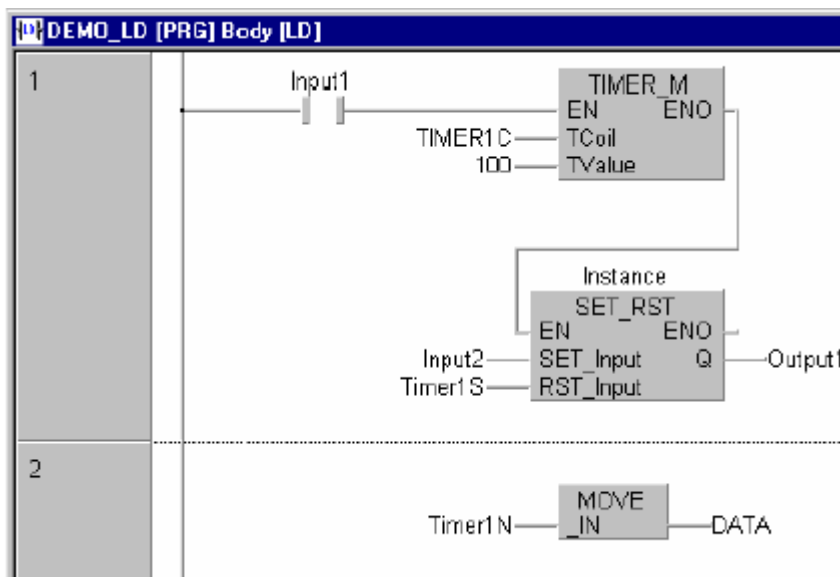 DEMO_LD [PRG] Body [LD]
1
Input1
TIMER_M
EN ENO
TIMER1C TCoil
100 TValue
Instance
SET_RST
EN ENO
Input2 SET_Input Q Output1
Timer1S RST_Input
2
MOVE
Timer1N _IN DATA